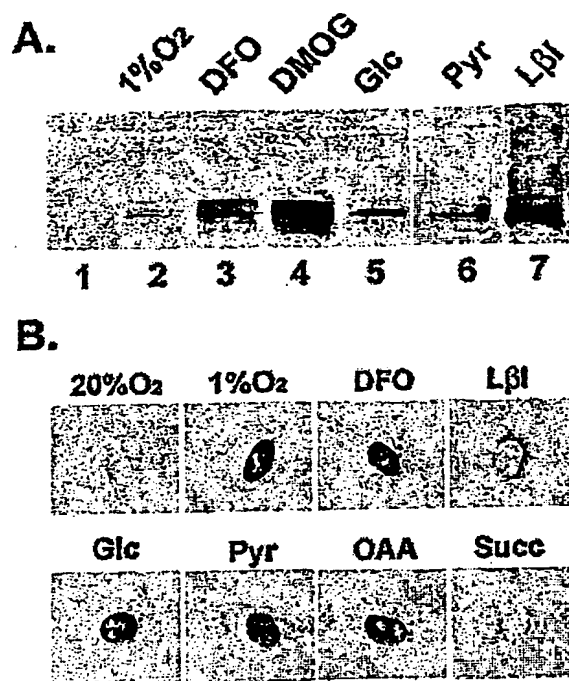 A.
1%O₂ DFO DMOG Glc Pyr LβI
1 2 3 4 5 6 7
B.
20%O₂ 1%O₂ DFO LβI
Glc Pyr OAA Succ